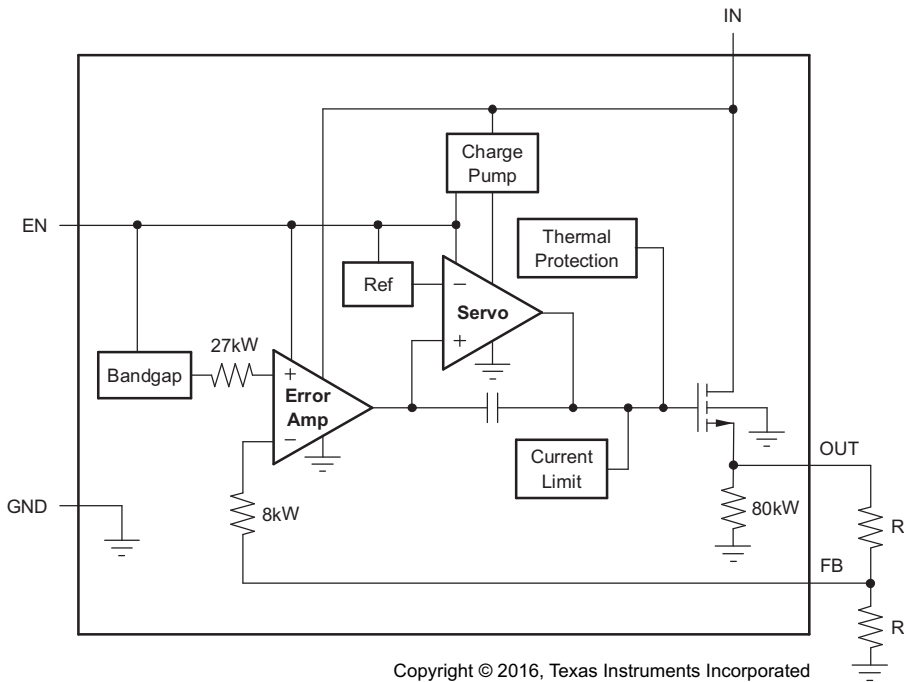 IN
Charge
Pump
EN
Thermal
Protection
Ref
−
Servo
+
27kW
Bandgap
+
Error
Amp
−
Current
Limit
OUT
GND
8kW
80kW
R
FB
R
Copyright © 2016, Texas Instruments Incorporated